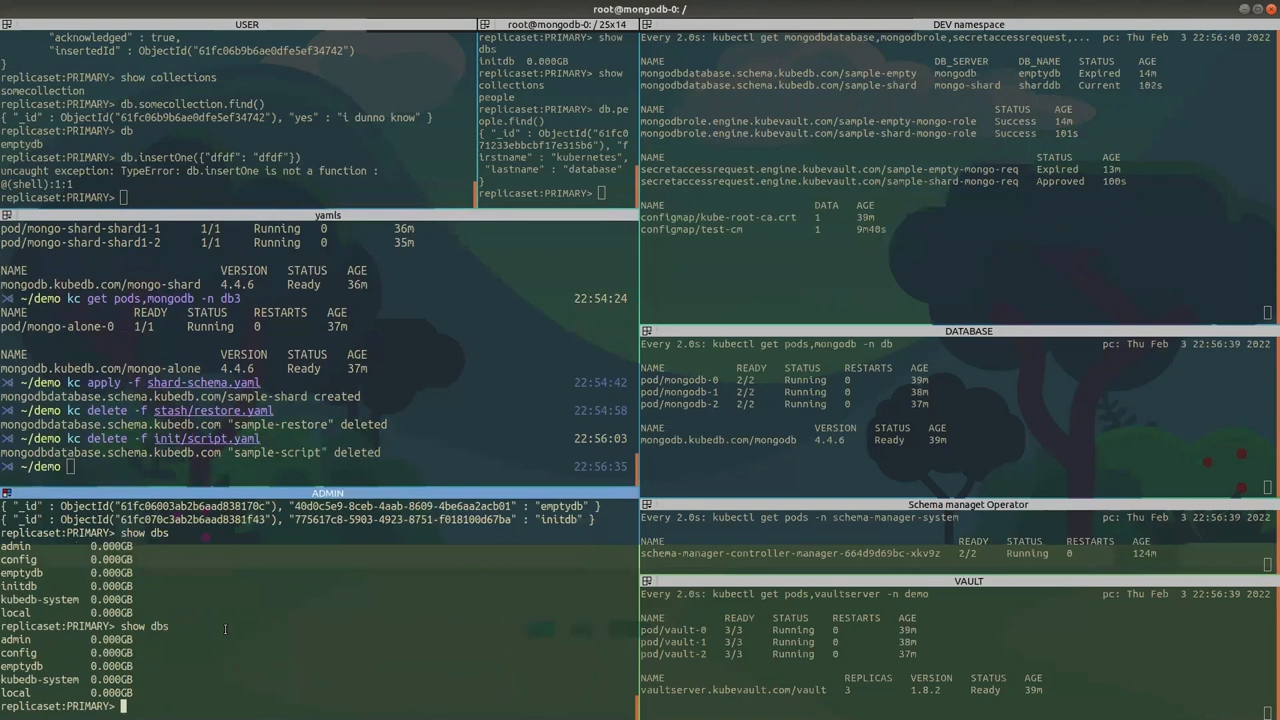 root@mongodb-0: /
USER
"acknowledged" : true,
"insertedId" : ObjectId("61fc06b9b6ae0dfe5ef34742")
}
replicaset:PRIMARY> show collections
somecollection
replicaset:PRIMARY> db.somecollection.find()
{ "_id" : ObjectId("61fc06b9b6ae0dfe5ef34742"), "yes" : "i dunno know" }
replicaset:PRIMARY> db
emptydb
replicaset:PRIMARY> db.insertOne({"dfdf": "dfdf"})
uncaught exception: TypeError: db.insertOne is not a function :
@(shell):1:1
replicaset:PRIMARY>
root@mongodb-0: / 25x14
replicaset:PRIMARY> show
dbs
initdb 0.000GB
replicaset:PRIMARY> show
collections
people
replicaset:PRIMARY> db.pe
ople.find()
{ "_id" : ObjectId("61fc0
71233ebbcbf17e315b6"), "f
irstname" : "kubernetes",
"lastname" : "database"
}
replicaset:PRIMARY>
yamls
pod/mongo-shard-shard1-1 1/1 Running 0 36m
pod/mongo-shard-shard1-2 1/1 Running 0 35m
NAME VERSION STATUS AGE
mongodb.kubedb.com/mongo-shard 4.4.6 Ready 36m
~/demo kc get pods,mongodb -n db3 22:54:24
NAME READY STATUS RESTARTS AGE
pod/mongo-alone-0 1/1 Running 0 37m
NAME VERSION STATUS AGE
mongodb.kubedb.com/mongo-alone 4.4.6 Ready 37m
~/demo kc apply -f shard-schema.yaml 22:54:42
mongodbdatabase.schema.kubedb.com/sample-shard created
~/demo kc delete -f stash/restore.yaml 22:54:58
mongodbdatabase.schema.kubedb.com "sample-restore" deleted
~/demo kc delete -f init/script.yaml 22:56:03
mongodbdatabase.schema.kubedb.com "sample-script" deleted
~/demo 22:56:35
ADMIN
{ "_id" : ObjectId("61fc06003ab2b6aad838170c"), "40d0c5e9-8ceb-4aab-8609-4be6aa2acb01" : "emptydb" }
{ "_id" : ObjectId("61fc070c3ab2b6aad8381f43"), "775617c8-5903-4923-8751-f018100d67ba" : "initdb" }
replicaset:PRIMARY> show dbs
admin 0.000GB
config 0.000GB
emptydb 0.000GB
initdb 0.000GB
kubedb-system 0.000GB
local 0.000GB
replicaset:PRIMARY> show dbs
admin 0.000GB
config 0.000GB
emptydb 0.000GB
kubedb-system 0.000GB
local 0.000GB
replicaset:PRIMARY>
DEV namespace
Every 2.0s: kubectl get mongodbdatabase,mongodbrole,secretaccessrequest,... pc: Thu Feb 3 22:56:40 2022
NAME DB_SERVER DB_NAME STATUS AGE
mongodbdatabase.schema.kubedb.com/sample-empty mongodb emptydb Expired 14m
mongodbdatabase.schema.kubedb.com/sample-shard mongo-shard sharddb Current 102s
NAME STATUS AGE
mongodbrole.engine.kubevault.com/sample-empty-mongo-role Success 14m
mongodbrole.engine.kubevault.com/sample-shard-mongo-role Success 101s
NAME STATUS AGE
secretaccessrequest.engine.kubevault.com/sample-empty-mongo-req Expired 13m
secretaccessrequest.engine.kubevault.com/sample-shard-mongo-req Approved 100s
NAME DATA AGE
configmap/kube-root-ca.crt 1 39m
configmap/test-cm 1 9m40s
DATABASE
Every 2.0s: kubectl get pods,mongodb -n db pc: Thu Feb 3 22:56:39 2022
NAME READY STATUS RESTARTS AGE
pod/mongodb-0 2/2 Running 0 39m
pod/mongodb-1 2/2 Running 0 38m
pod/mongodb-2 2/2 Running 0 37m
NAME VERSION STATUS AGE
mongodb.kubedb.com/mongodb 4.4.6 Ready 39m
Schema managet Operator
Every 2.0s: kubectl get pods -n schema-manager-system pc: Thu Feb 3 22:56:39 2022
NAME READY STATUS RESTARTS AGE
schema-manager-controller-manager-664d9d69bc-xkv9z 2/2 Running 0 124m
VAULT
Every 2.0s: kubectl get pods,vaultserver -n demo pc: Thu Feb 3 22:56:39 2022
NAME READY STATUS RESTARTS AGE
pod/vault-0 3/3 Running 0 39m
pod/vault-1 3/3 Running 0 38m
pod/vault-2 3/3 Running 0 37m
NAME REPLICAS VERSION STATUS AGE
vaultserver.kubevault.com/vault 3 1.8.2 Ready 39m